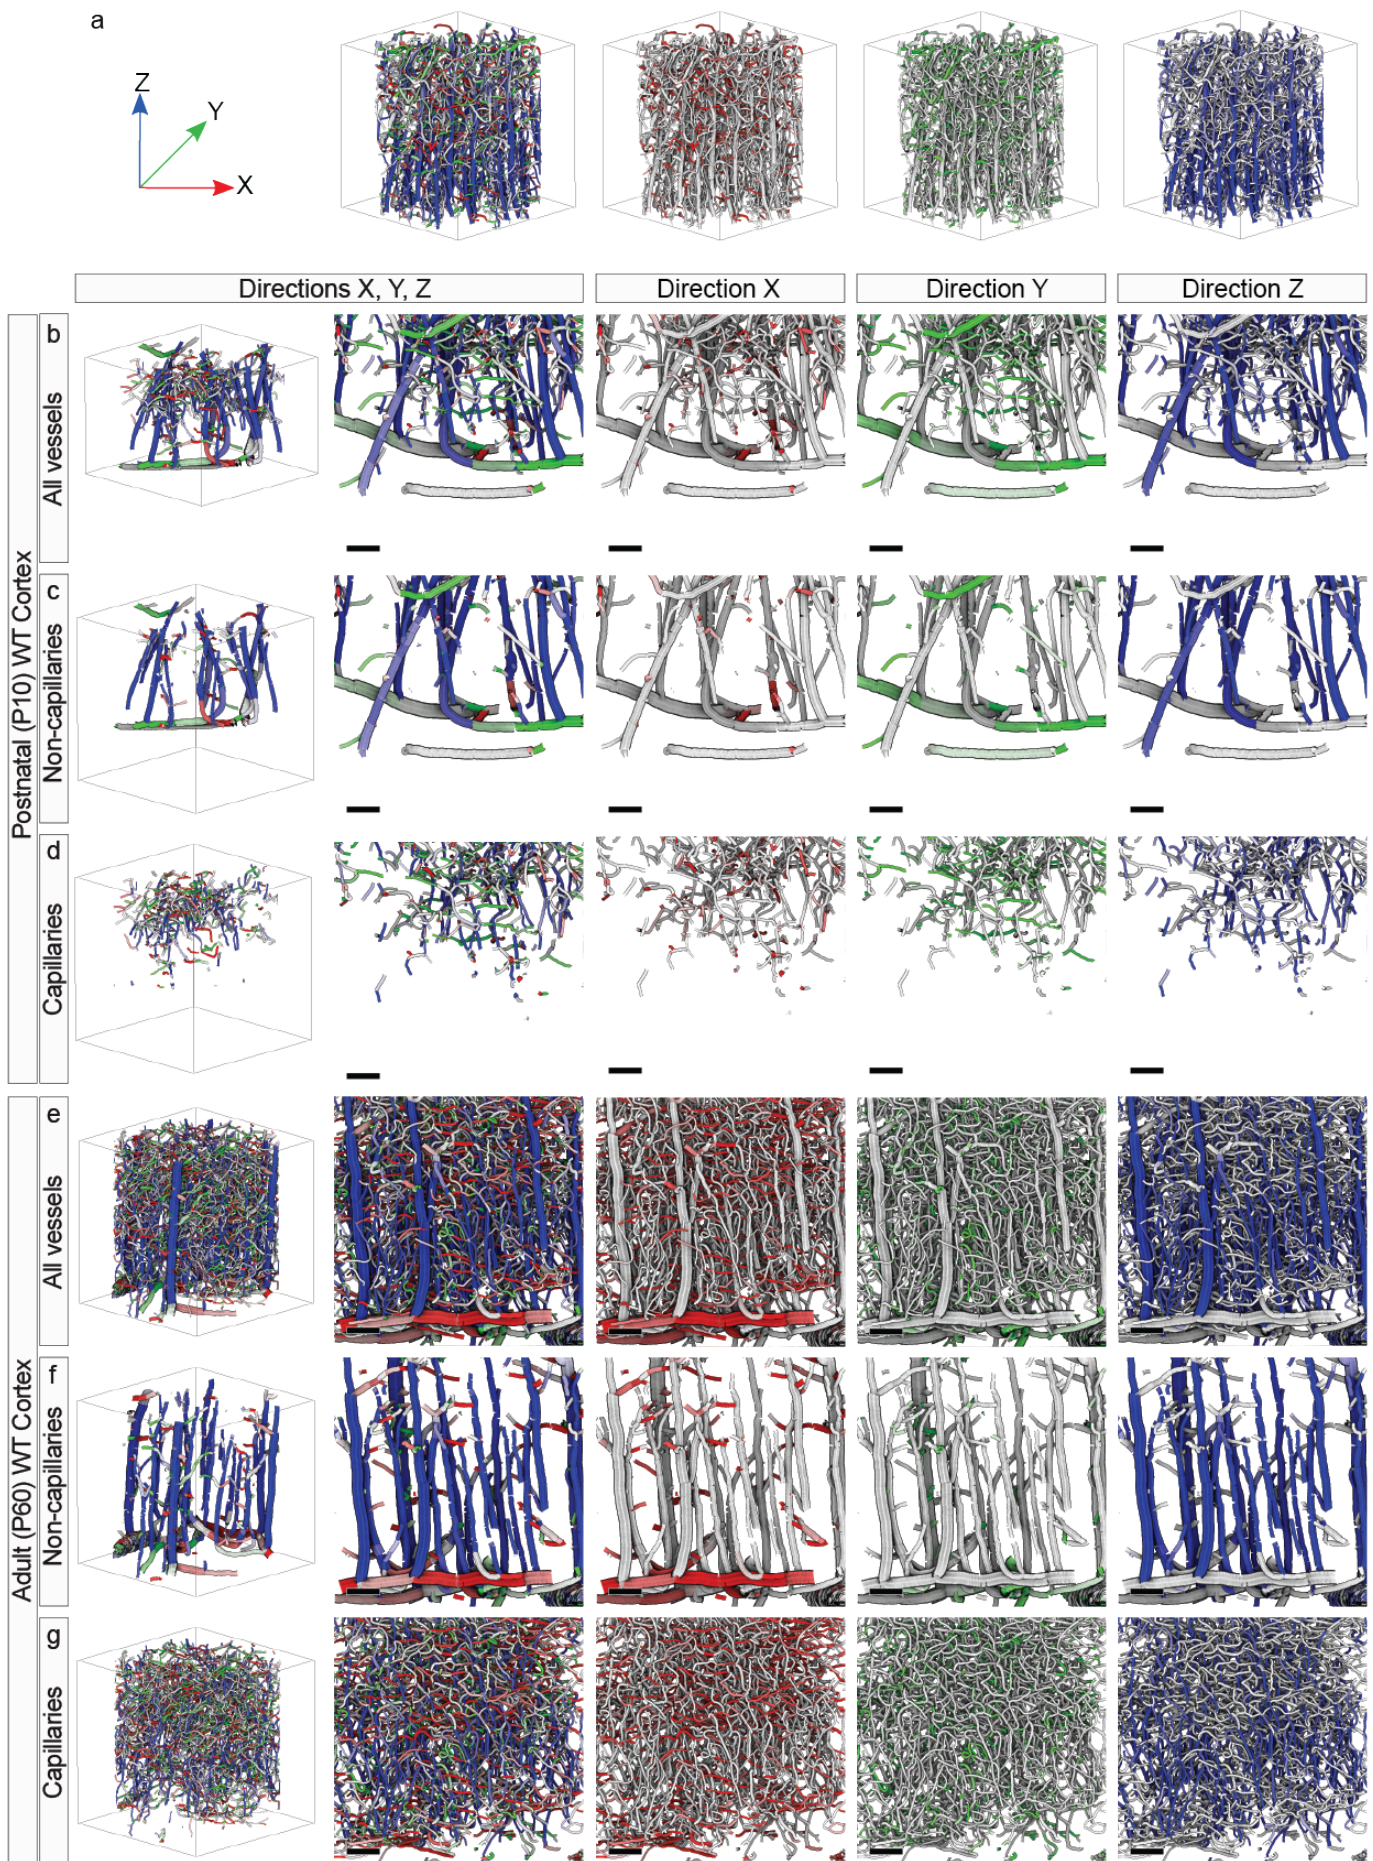 a
Z
Y
X
Directions X, Y, Z
Direction X
Direction Y
Direction Z
Postnatal (P10) WT Cortex
b
All vessels
c
Non-capillaries
d
Capillaries
Adult (P60) WT Cortex
e
All vessels
f
Non-capillaries
g
Capillaries